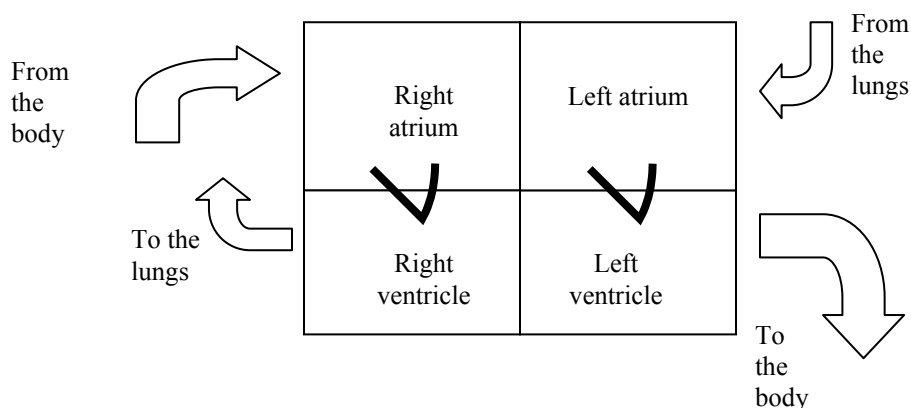 From
the
body
Right
atrium
Left atrium
From
the
lungs
To the
lungs
Right
ventricle
Left
ventricle
To
the
body